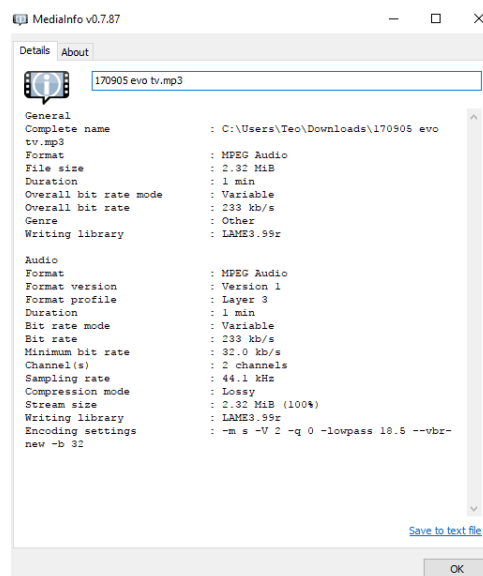 MediaInfo v0.7.87
Details About
170905 evo tv.mp3
General
Complete name : C:\Users\Teo\Downloads\170905 evo
tv.mp3
Format : MPEG Audio
File size : 2.32 MiB
Duration : 1 min
Overall bit rate mode : Variable
Overall bit rate : 233 kb/s
Genre : Other
Writing library : LAME3.99r
Audio
Format : MPEG Audio
Format version : Version 1
Format profile : Layer 3
Duration : 1 min
Bit rate mode : Variable
Bit rate : 233 kb/s
Minimum bit rate : 32.0 kb/s
Channel(s) : 2 channels
Sampling rate : 44.1 kHz
Compression mode : Lossy
Stream size : 2.32 MiB (100%)
Writing library : LAME3.99r
Encoding settings : -m s -V 2 -q 0 -lowpass 18.5 --vbr-
new -b 32
Save to text file
OK